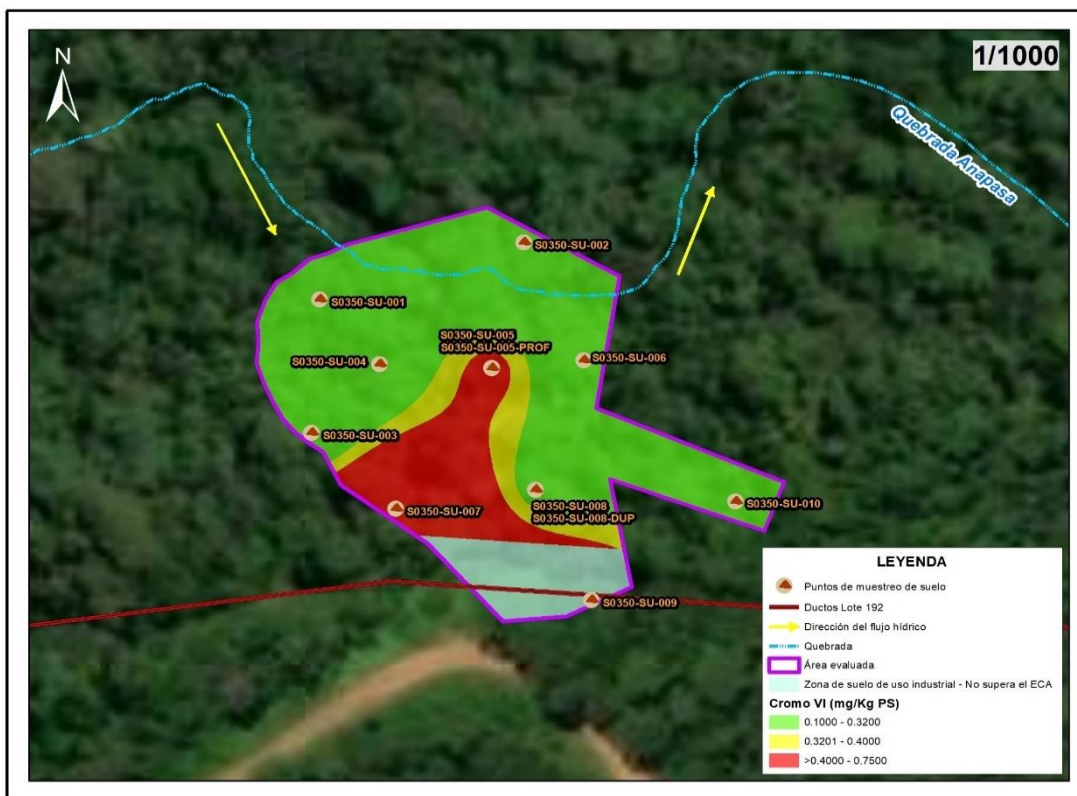 1/1000
N
Quebrada Anapasa
S0350-SU-002
S0350-SU-001
S0350-SU-005
S0350-SU-005-PROF
S0350-SU-004
S0350-SU-006
S0350-SU-003
S0350-SU-008
S0350-SU-008-DUP
S0350-SU-010
S0350-SU-007
S0350-SU-009
LEYENDA
Puntos de muestreo de suelo
Ductos Lote 192
Dirección del flujo hídrico
Quebrada
Área evaluada
Zona de suelo de uso industrial - No supera el ECA
Cromo VI (mg/Kg PS)
0.1000 - 0.3200
0.3201 - 0.4000
>0.4000 - 0.7500